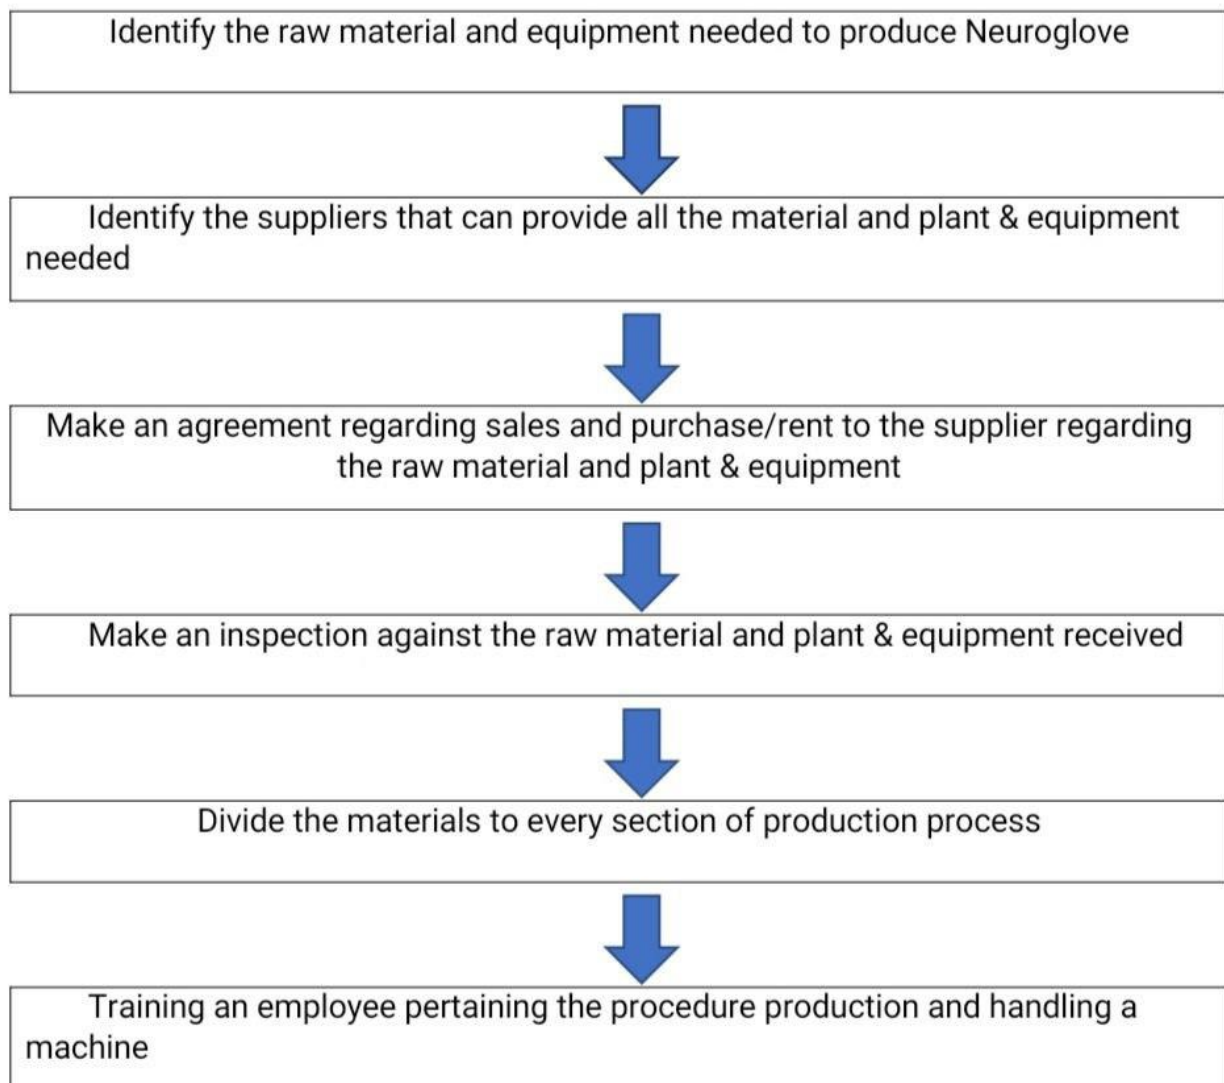 Identify the raw material and equipment needed to produce Neuroglove
Identify the suppliers that can provide all the material and plant & equipment
needed
Make an agreement regarding sales and purchase/rent to the supplier regarding
the raw material and plant & equipment
Make an inspection against the raw material and plant & equipment received
Divide the materials to every section of production process
Training an employee pertaining the procedure production and handling a
machine